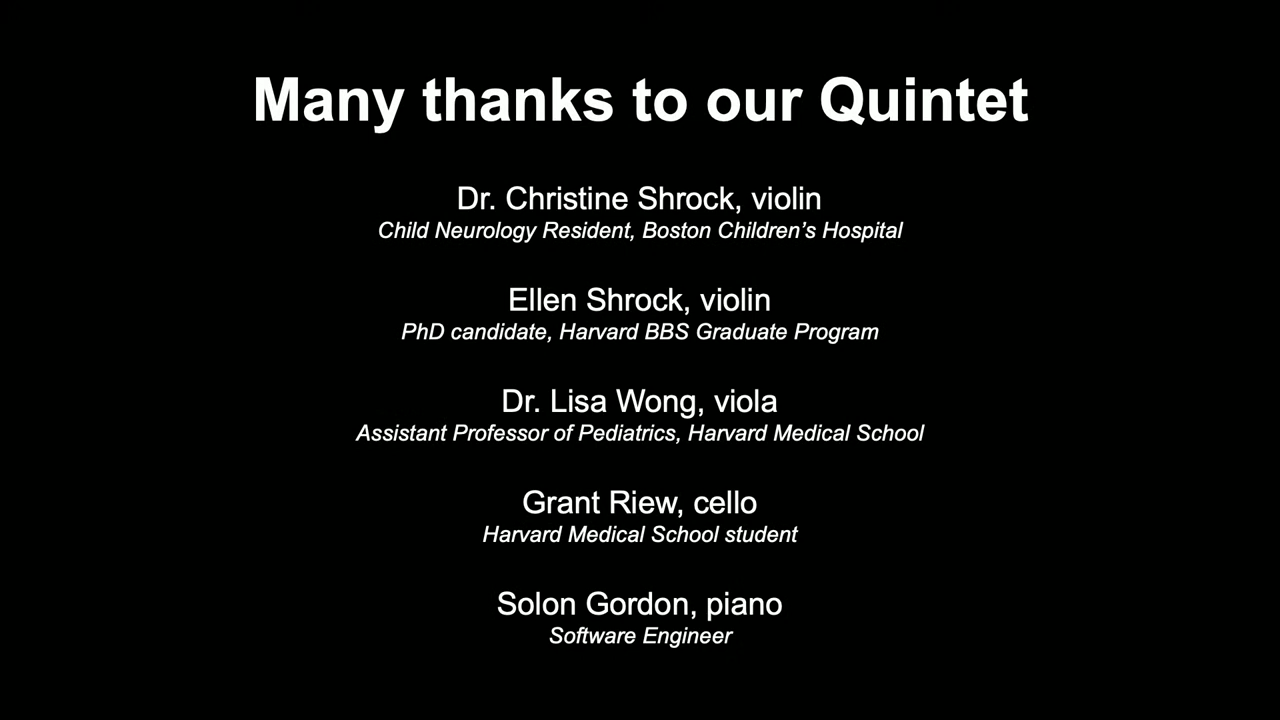 Many thanks to our Quintet
Dr. Christine Shrock, violin
Child Neurology Resident, Boston Children’s Hospital
Ellen Shrock, violin
PhD candidate, Harvard BBS Graduate Program
Dr. Lisa Wong, viola
Assistant Professor of Pediatrics, Harvard Medical School
Grant Riew, cello
Harvard Medical School student
Solon Gordon, piano
Software Engineer